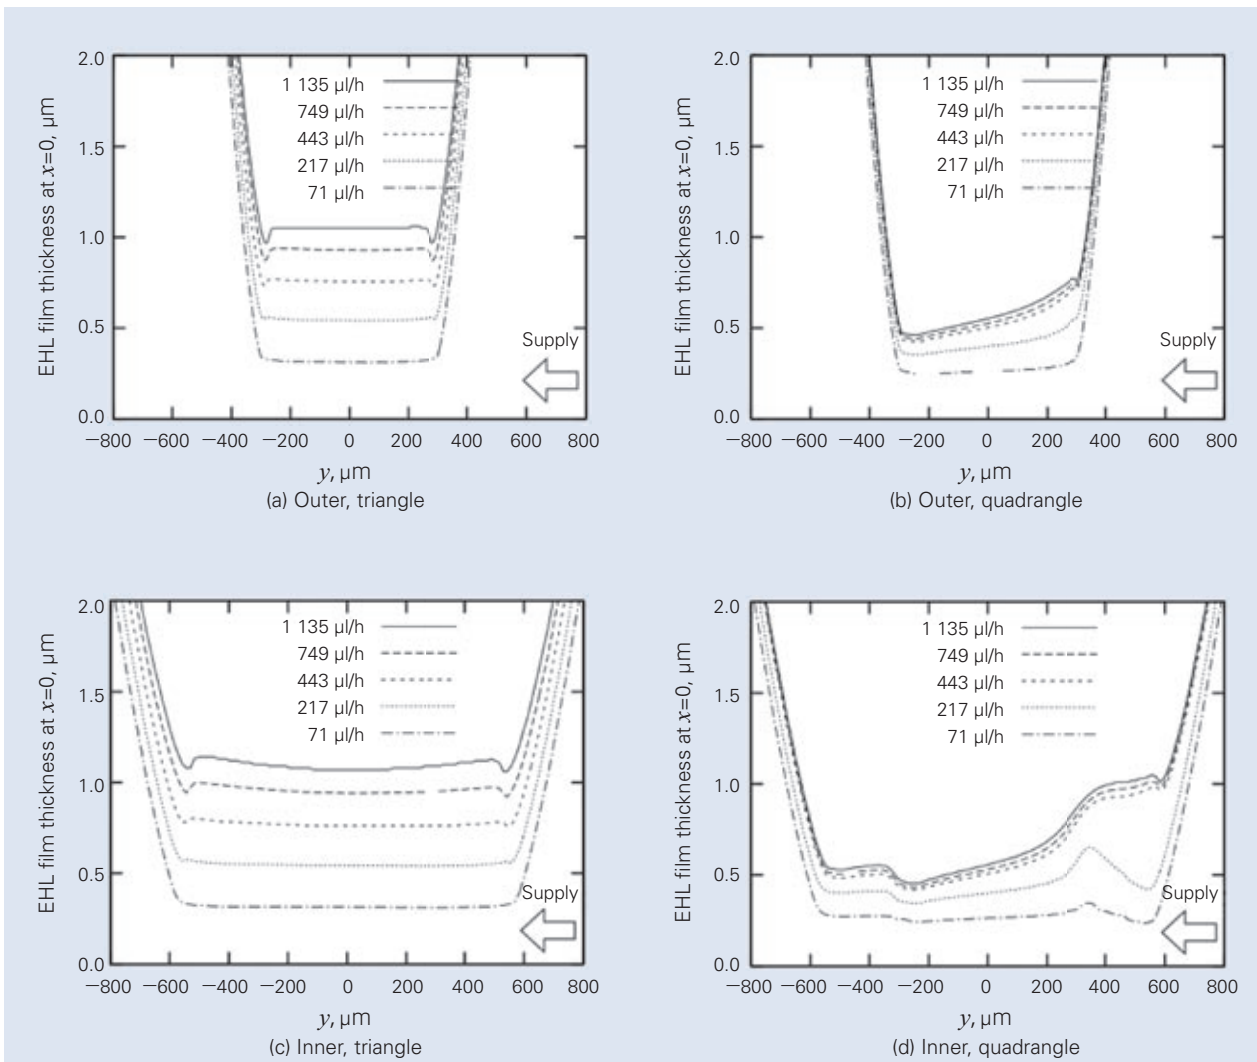 2.0
1.5
1.0
0.5
0.0
EHL film thickness at x=0, µm
1 135 µl/h
749 µl/h
443 µl/h
217 µl/h
71 µl/h
Supply
−800 −600 −400 −200 0 200 400 600 800
y, µm
(a) Outer, triangle
2.0
1.5
1.0
0.5
0.0
EHL film thickness at x=0, µm
1 135 µl/h
749 µl/h
443 µl/h
217 µl/h
71 µl/h
Supply
−800 −600 −400 −200 0 200 400 600 800
y, µm
(b) Outer, quadrangle
2.0
1.5
1.0
0.5
0.0
EHL film thickness at x=0, µm
1 135 µl/h
749 µl/h
443 µl/h
217 µl/h
71 µl/h
Supply
−800 −600 −400 −200 0 200 400 600 800
y, µm
(c) Inner, triangle
2.0
1.5
1.0
0.5
0.0
EHL film thickness at x=0, µm
1 135 µl/h
749 µl/h
443 µl/h
217 µl/h
71 µl/h
Supply
−800 −600 −400 −200 0 200 400 600 800
y, µm
(d) Inner, quadrangle